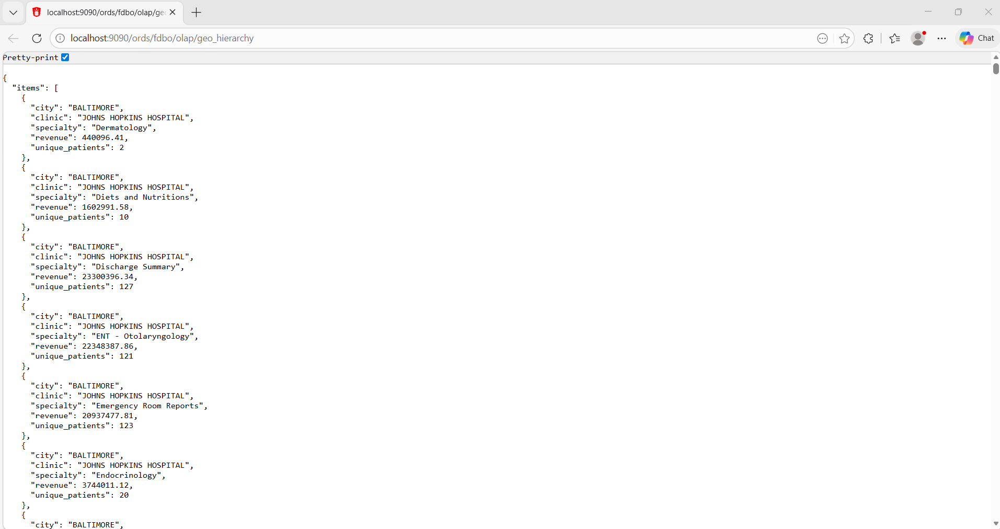 localhost:9090/ords/fdbo/olap/geo
localhost:9090/ords/fdbo/olap/geo_hierarchy
Chat
Pretty-print
{
  "items": [
    {
      "city": "BALTIMORE",
      "clinic": "JOHNS HOPKINS HOSPITAL",
      "specialty": "Dermatology",
      "revenue": 440096.41,
      "unique_patients": 2
    },
    {
      "city": "BALTIMORE",
      "clinic": "JOHNS HOPKINS HOSPITAL",
      "specialty": "Diets and Nutritions",
      "revenue": 1602991.58,
      "unique_patients": 10
    },
    {
      "city": "BALTIMORE",
      "clinic": "JOHNS HOPKINS HOSPITAL",
      "specialty": "Discharge Summary",
      "revenue": 23300396.34,
      "unique_patients": 127
    },
    {
      "city": "BALTIMORE",
      "clinic": "JOHNS HOPKINS HOSPITAL",
      "specialty": "ENT - Otolaryngology",
      "revenue": 22348387.86,
      "unique_patients": 121
    },
    {
      "city": "BALTIMORE",
      "clinic": "JOHNS HOPKINS HOSPITAL",
      "specialty": "Emergency Room Reports",
      "revenue": 20937477.81,
      "unique_patients": 123
    },
    {
      "city": "BALTIMORE",
      "clinic": "JOHNS HOPKINS HOSPITAL",
      "specialty": "Endocrinology",
      "revenue": 3744011.12,
      "unique_patients": 20
    },
    {
      "city": "BALTIMORE",